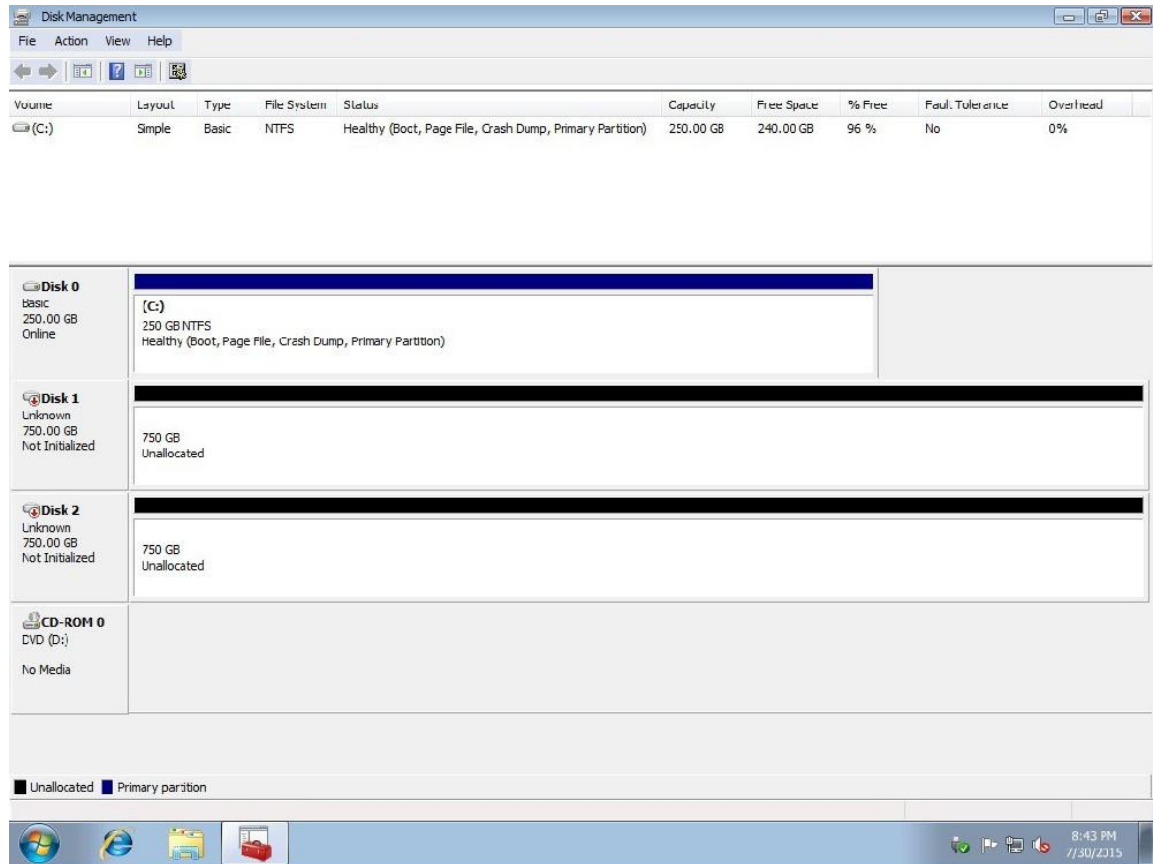 Disk Management
File Action View Help
Volume Layout Type File System Status Capacity Free Space % Free Fault Tolerance Overhead
(C:) Simple Basic NTFS Healthy (Boot, Page File, Crash Dump, Primary Partition) 250.00 GB 240.00 GB 96 % No 0%
Disk 0
Basic
250.00 GB
Online
(C:)
250 GB NTFS
Healthy (Boot, Page File, Crash Dump, Primary Partition)
Disk 1
Unknown
750.00 GB
Not Initialized
750 GB
Unallocated
Disk 2
Unknown
750.00 GB
Not Initialized
750 GB
Unallocated
CD-ROM 0
DVD (D:)
No Media
Unallocated Primary partition
8:43 PM
7/30/2015